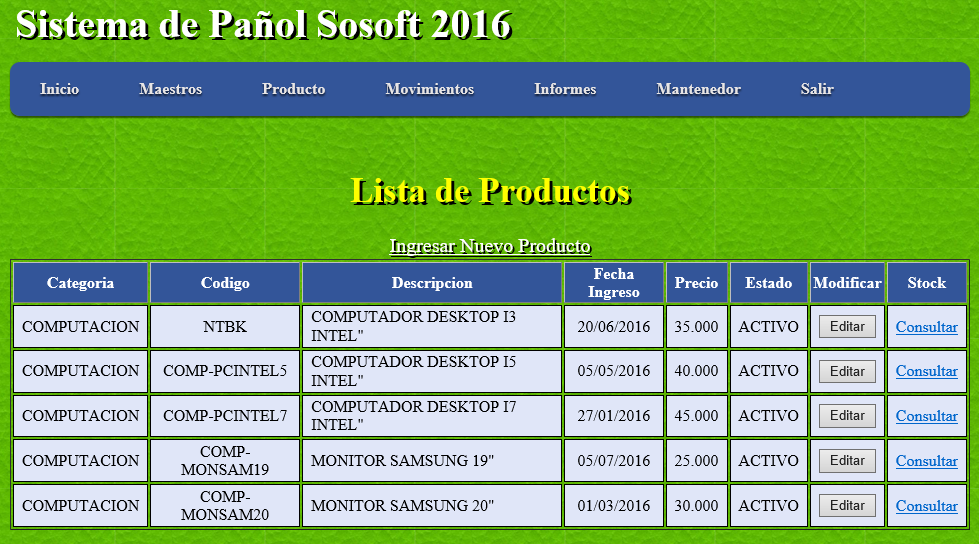 Sistema de Pañol Sosoft 2016
Inicio Maestros Producto Movimientos Informes Mantenedor Salir
Lista de Productos
Ingresar Nuevo Producto
Categoria Codigo Descripcion Fecha Ingreso Precio Estado Modificar Stock
COMPUTACION NTBK COMPUTADOR DESKTOP I3 INTEL" 20/06/2016 35.000 ACTIVO Editar Consultar
COMPUTACION COMP-PCINTEL5 COMPUTADOR DESKTOP I5 INTEL" 05/05/2016 40.000 ACTIVO Editar Consultar
COMPUTACION COMP-PCINTEL7 COMPUTADOR DESKTOP I7 INTEL" 27/01/2016 45.000 ACTIVO Editar Consultar
COMPUTACION COMP-MONSAM19 MONITOR SAMSUNG 19" 05/07/2016 25.000 ACTIVO Editar Consultar
COMPUTACION COMP-MONSAM20 MONITOR SAMSUNG 20" 01/03/2016 30.000 ACTIVO Editar Consultar